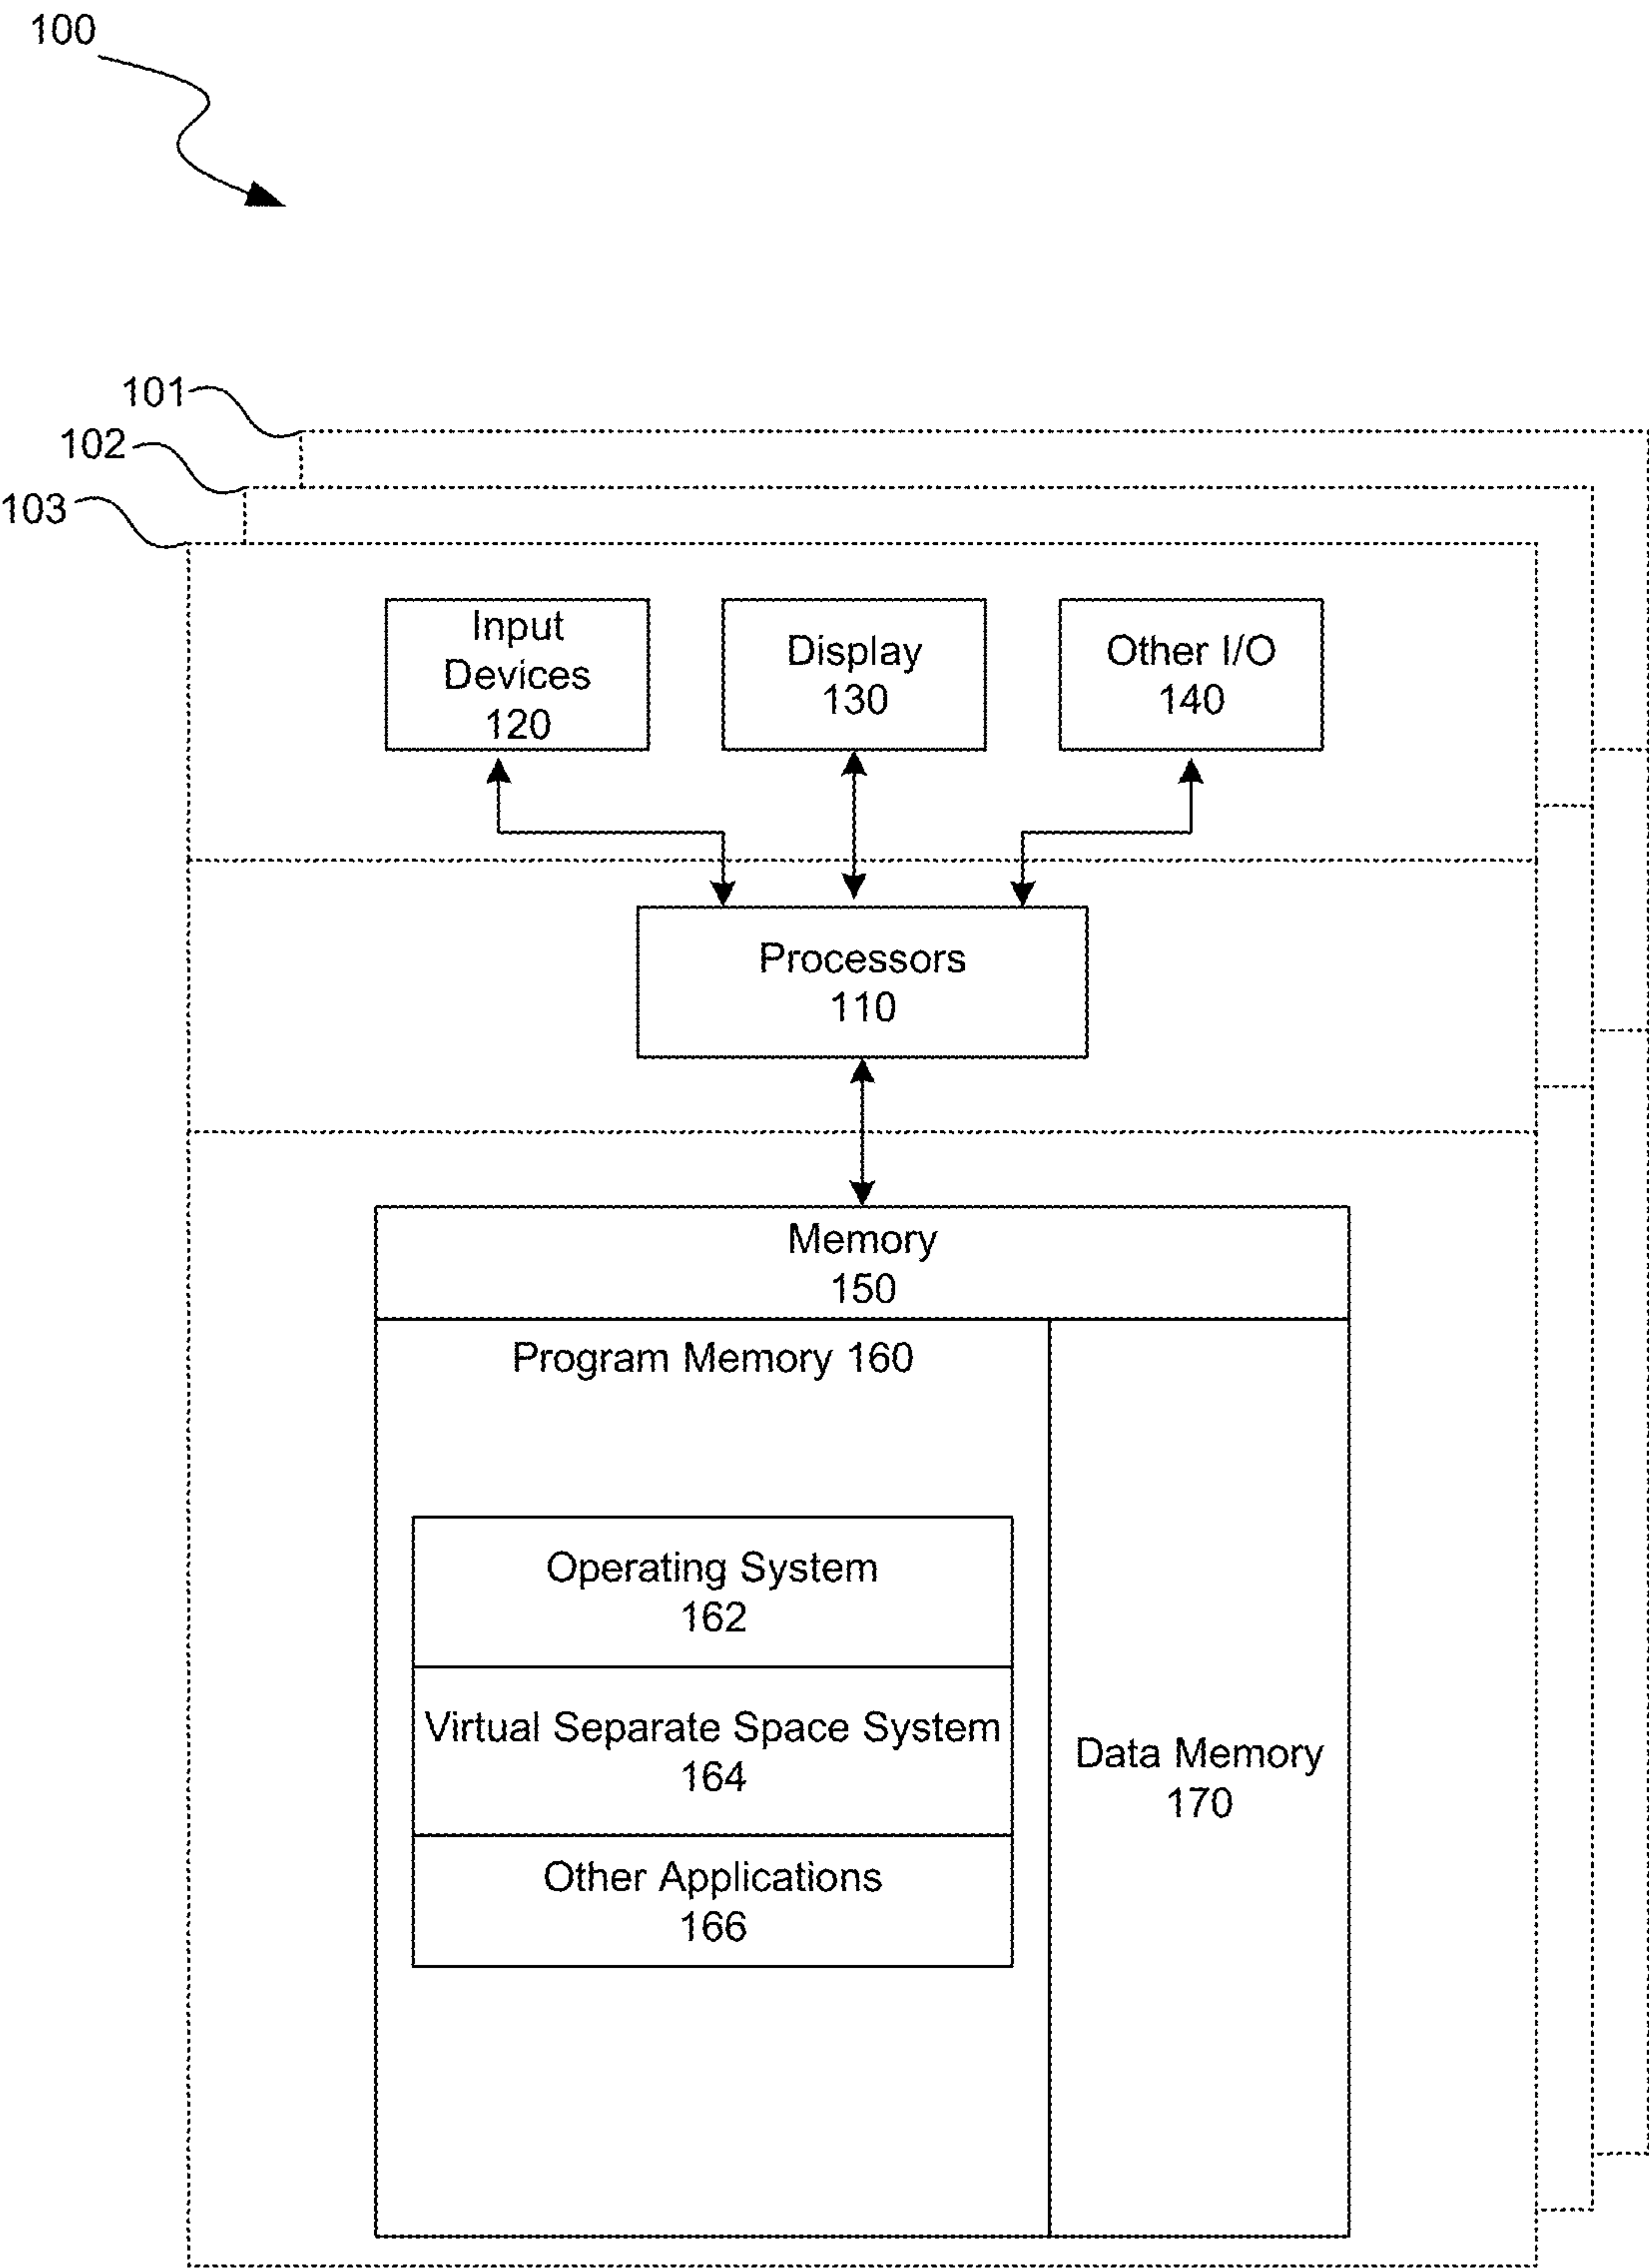 100
101
102
103
Input
Devices
120
Display
130
Other I/O
140
Processors
110
Memory
150
Program Memory 160
Operating System
162
Virtual Separate Space System
164
Other Applications
166
Data Memory
170